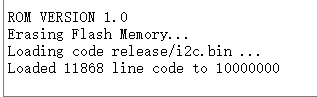 ROM VERSION 1.0
Erasing Flash Memory...
Loading code release/i2c.bin ...
Loaded 11868 line code to 10000000